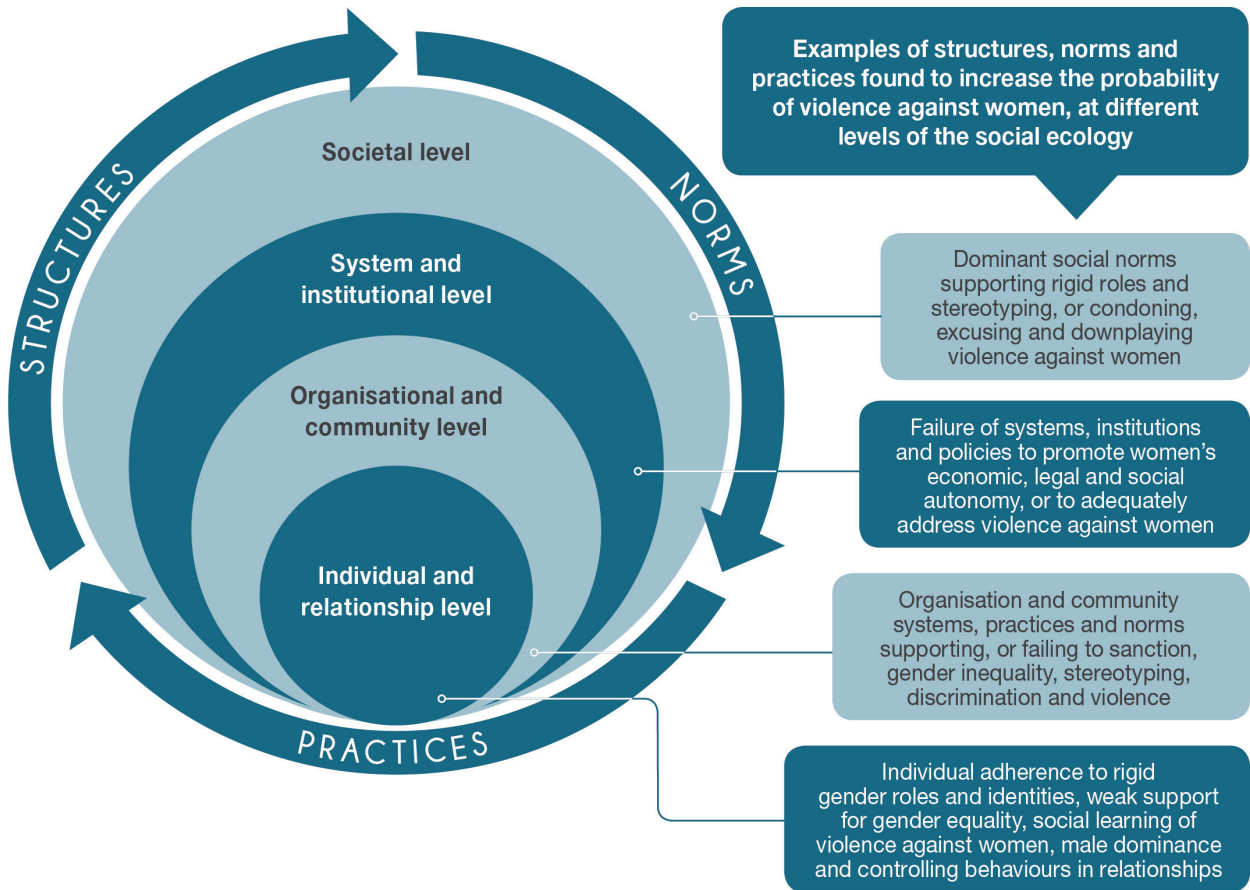 Examples of structures, norms and
practices found to increase the probability
of violence against women, at different
levels of the social ecology
STRUCTURES
NORMS
PRACTICES
Societal level
System and
institutional level
Organisational and
community level
Individual and
relationship level
Dominant social norms
supporting rigid roles and
stereotyping, or condoning,
excusing and downplaying
violence against women
Failure of systems, institutions
and policies to promote women’s
economic, legal and social
autonomy, or to adequately
address violence against women
Organisation and community
systems, practices and norms
supporting, or failing to sanction,
gender inequality, stereotyping,
discrimination and violence
Individual adherence to rigid
gender roles and identities, weak support
for gender equality, social learning of
violence against women, male dominance
and controlling behaviours in relationships